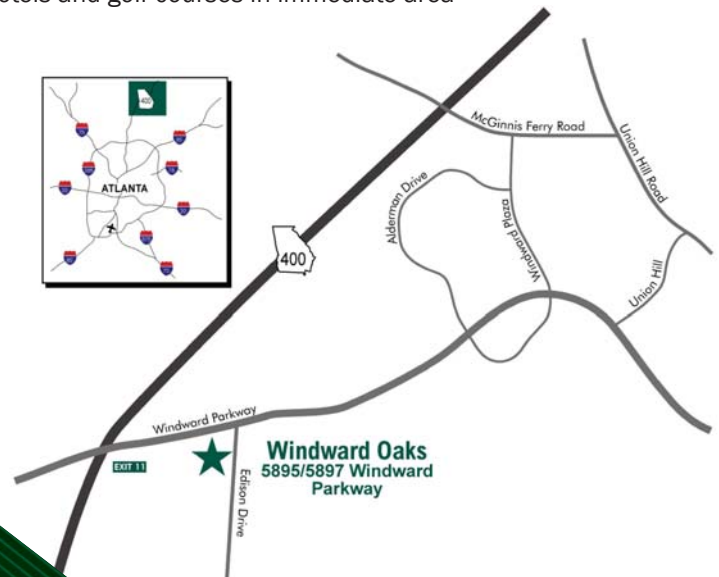 otels and golf courses in immediate area
400
ATLANTA
McGinnis Ferry Road
Union Hill Road
Alderman Drive
Windward Plaza
Union Hill
400
Windward Parkway
EXIT 11
Edison Drive
Windward Oaks
5895/5897 Windward
Parkway